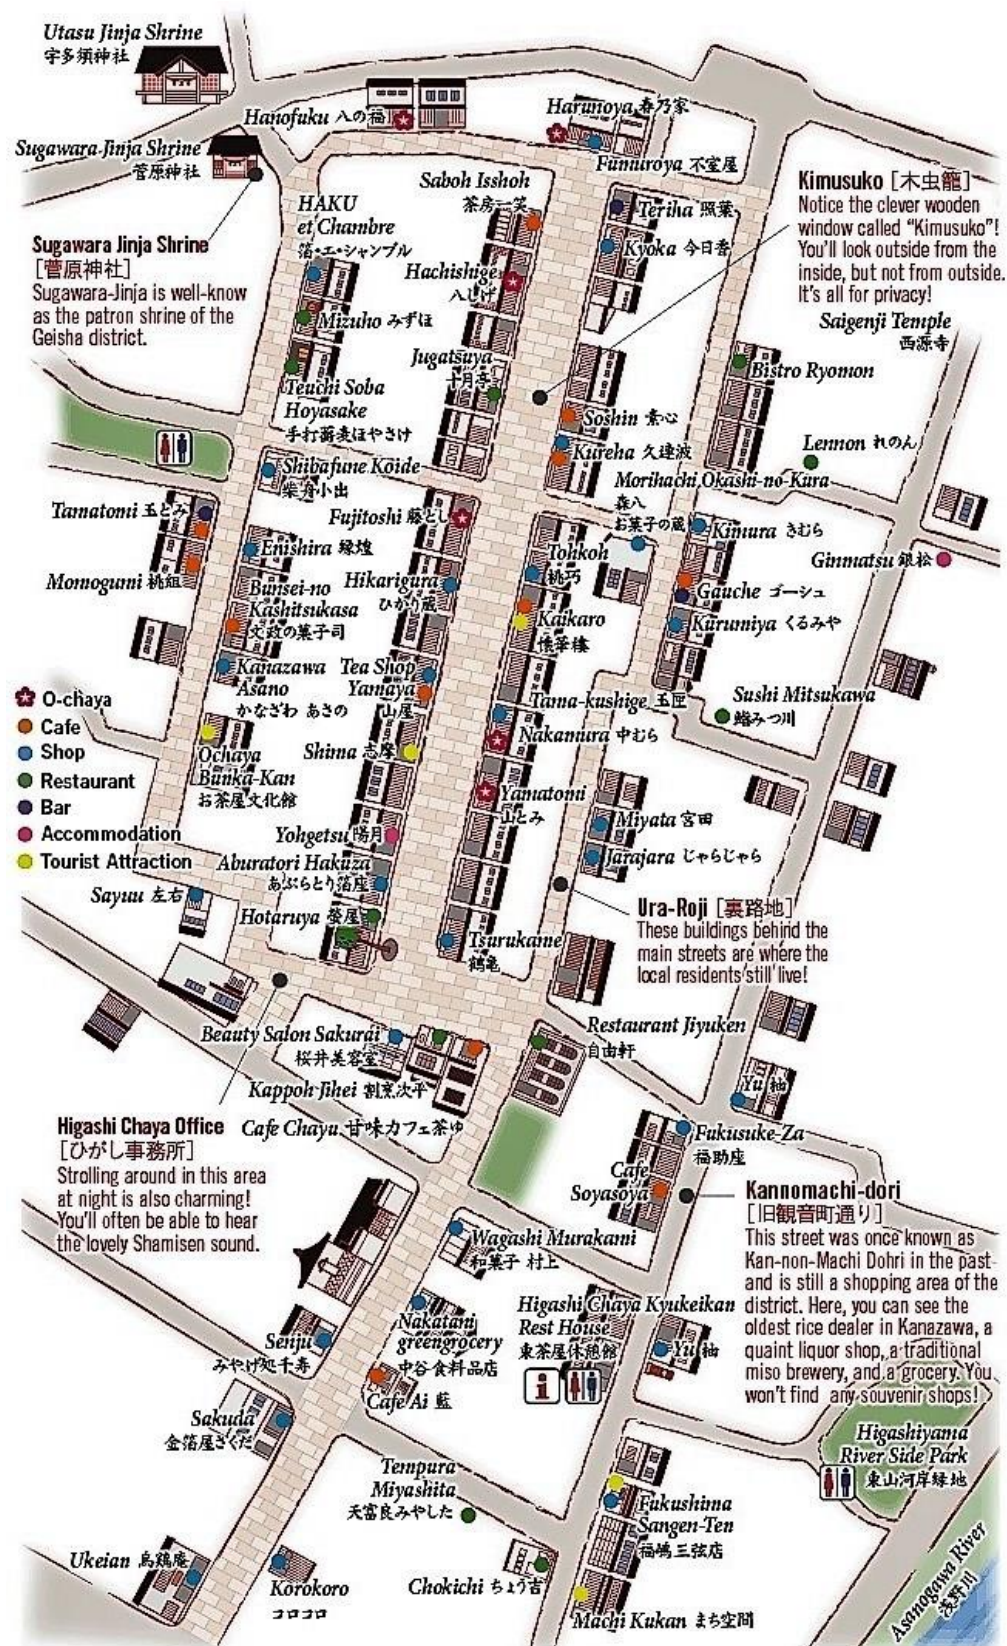 Utasu Jinja Shrine
宇多須神社
Hanofuku 八の福
Harunoya 春乃家
Sugawara Jinja Shrine
菅原神社
Fumuroya 不室屋
Kimusuko [木虫籠]
Notice the clever wooden
window called "Kimusuko"!
You'll look outside from the
inside, but not from outside.
It's all for privacy!
Saboh Isshoh
茶房一笑
HAKU
et Chambre
箔・エ・シャンブル
Teriha 照葉
Kyoka 今日香
Sugawara Jinja Shrine
[菅原神社]
Sugawara-Jinja is well-know
as the patron shrine of the
Geisha district.
Hachishige
八しげ
Mizuho みずほ
Saigenji Temple
西源寺
Jugatsuya
十月亭
Bistro Ryomon
Teuchi Soba
Hoyasake
手打蕎麦ほやさけ
Soshin 素心
Kureha 久連波
Lennon れのん
Shibafune Koide
柴舟小出
Morihachi Okashi-no-Kura
森八
お菓子の蔵
Tamatomi 玉とみ
Fujitoshi 藤とし
Kimura きむら
Enishira 縁煌
Tohkoh
桃巧
Ginmatsu 銀松
Momogumi 桃組
Hikarigura
ひかり蔵
Bunsei-no
Kashitsukasa
文政の菓子司
Gauche ゴーシュ
Kaikaro
懐華樓
Kurumiya くるみや
Kanazawa
Asano
かなざわ あさの
Tea Shop
Yamaya
山屋
Tama-kushige 玉匣
Sushi Mitsukawa
鮨みつ川
O-chaya
Cafe
Shop
Restaurant
Bar
Accommodation
Tourist Attraction
Nakamura 中むら
Shima 志摩
Ochaya
Bunka-Kan
お茶屋文化館
Yamatomi
山とみ
Miyata 宮田
Yohgetsu 陽月
Aburatori Hakuza
あぶらとり箔座
Jarajara じゃらじゃら
Sayuu 左右
Hotaruya 螢屋
Ura-Roji [裏路地]
These buildings behind the
main streets are where the
local residents still live!
Tsurukame
鶴亀
Beauty Salon Sakurai
桜井美容室
Restaurant Jiyuken
自由軒
Kappoh Jihei 割烹次平
Yu 柚
Higashi Chaya Office
[ひがし事務所]
Strolling around in this area
at night is also charming!
You'll often be able to hear
the lovely Shamisen sound.
Cafe Chayu 甘味カフェ茶ゆ
Fukusuke-Za
福助座
Cafe
Soyasoya
Kannomachi-dori
[旧観音町通り]
This street was once known as
Kan-non-Machi Dohri in the past
and is still a shopping area of the
district. Here, you can see the
oldest rice dealer in Kanazawa, a
quaint liquor shop, a traditional
miso brewery, and a grocery. You
won't find any souvenir shops!
Wagashi Murakami
和菓子 村上
Nakatani
greengrocery
中谷食料品店
Higashi Chaya Kyukeikan
Rest House
東茶屋休憩館
Senju
みやげ処千寿
Yu 柚
Cafe Ai 藍
i
Sakuda
金箔屋さくだ
Higashiyama
River Side Park
東山河岸緑地
Tempura
Miyashita
天富良みやした
Fukushima
Sangen-Ten
福嶋三弦店
Ukeian 烏鶏庵
Korokoro
コロコロ
Chokichi ちょう吉
Machi Kukan まち空間
Asanogawa River
浅野川